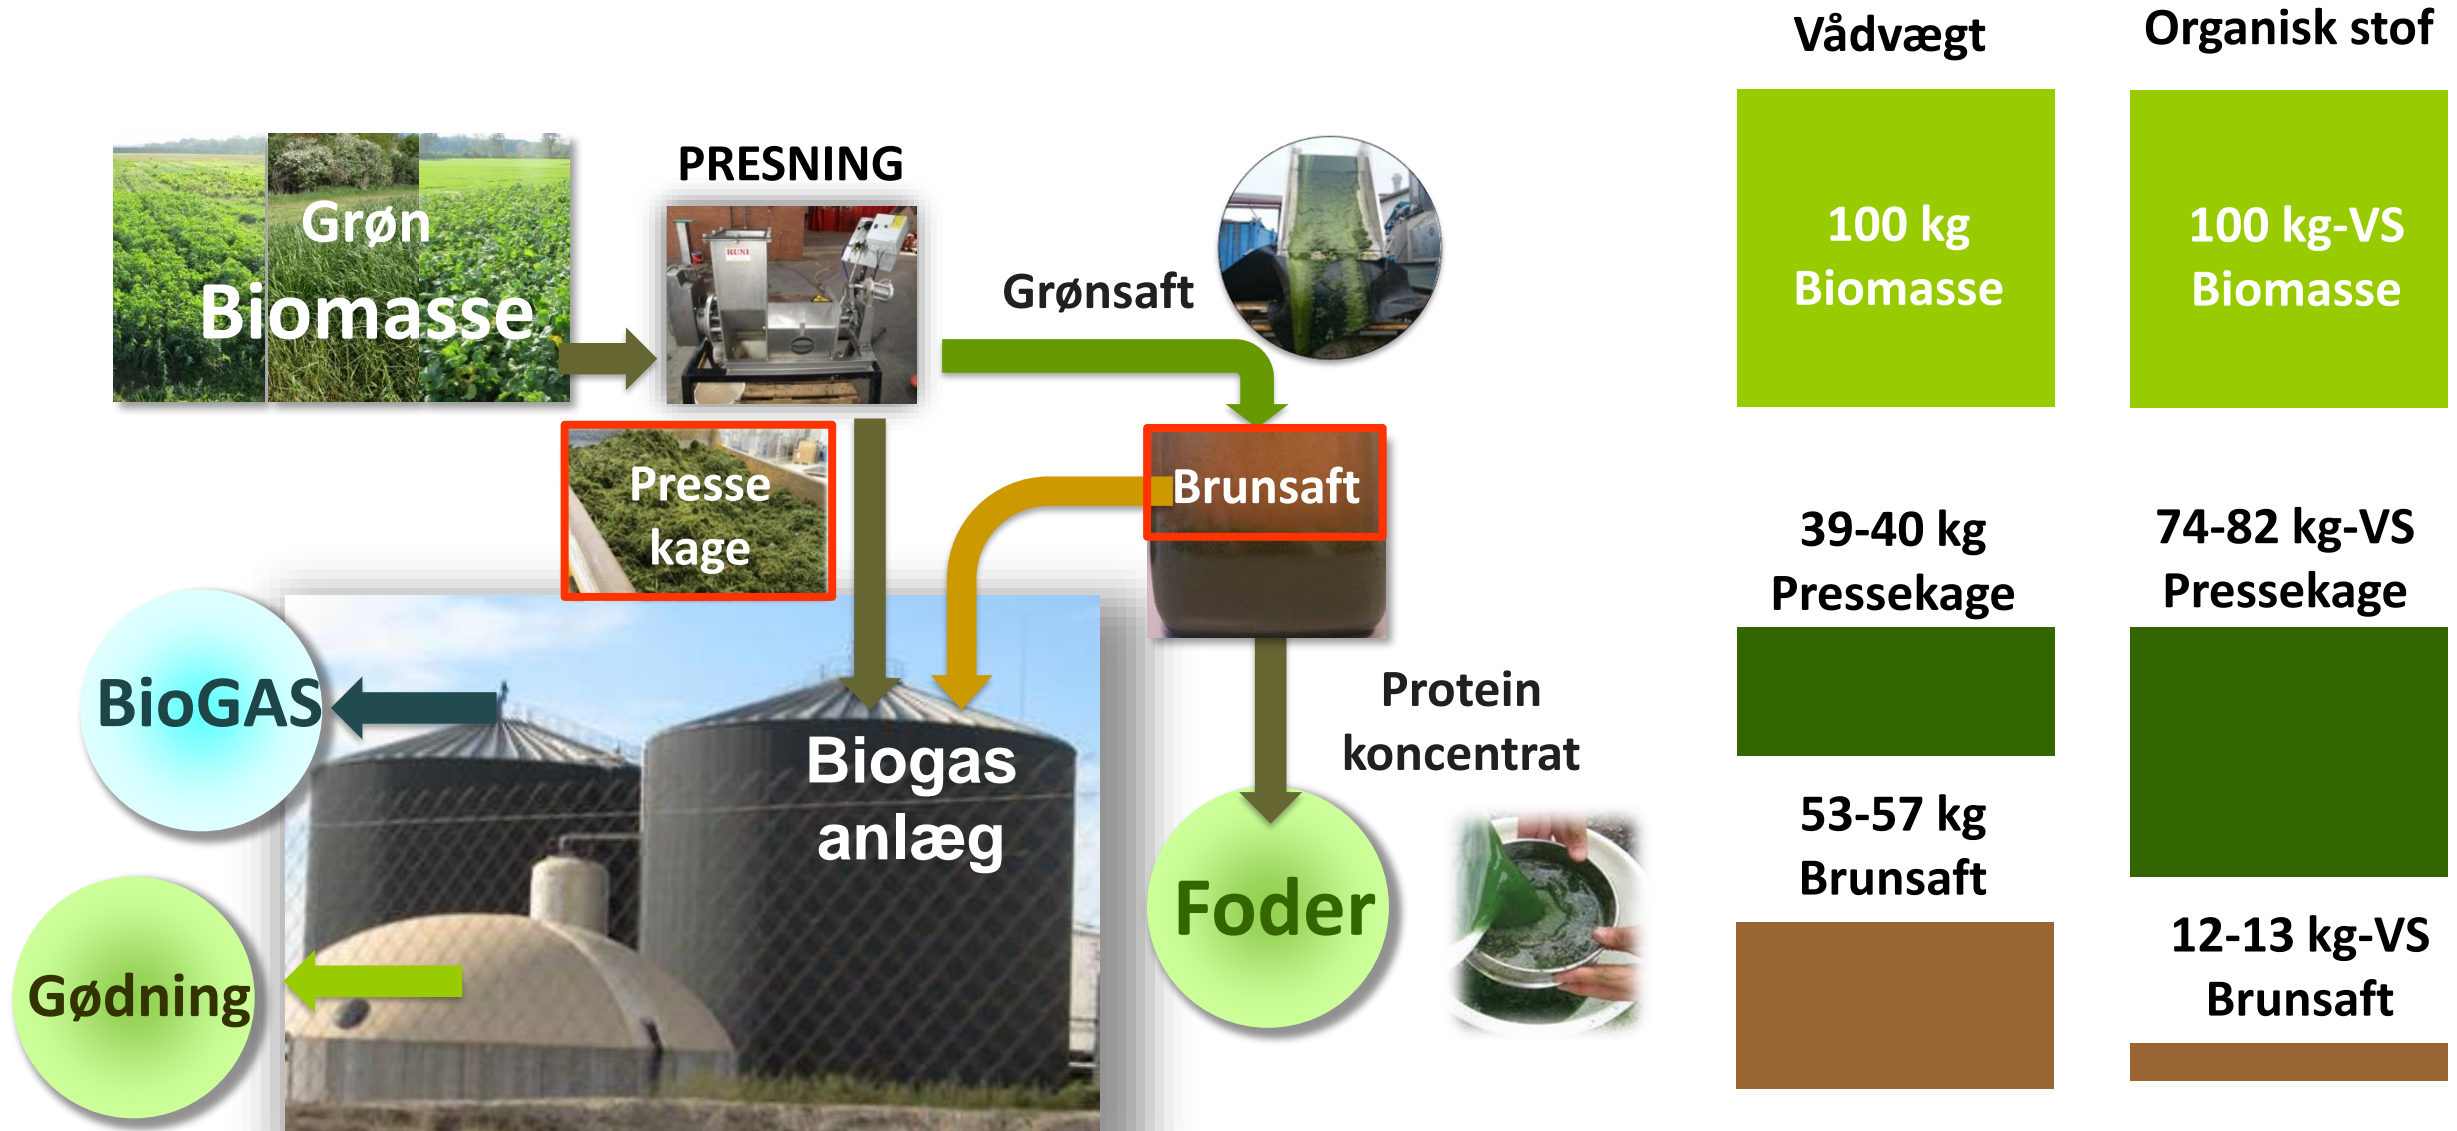 Vådvægt
Organisk stof
PRESNING
Grøn
Biomasse
RUNI
Grønsaft
100 kg
Biomasse
100 kg-VS
Biomasse
Presse
kage
Brunsaft
39-40 kg
Pressekage
74-82 kg-VS
Pressekage
BioGAS
Biogas
anlæg
Protein
koncentrat
53-57 kg
Brunsaft
Foder
12-13 kg-VS
Brunsaft
Gødning